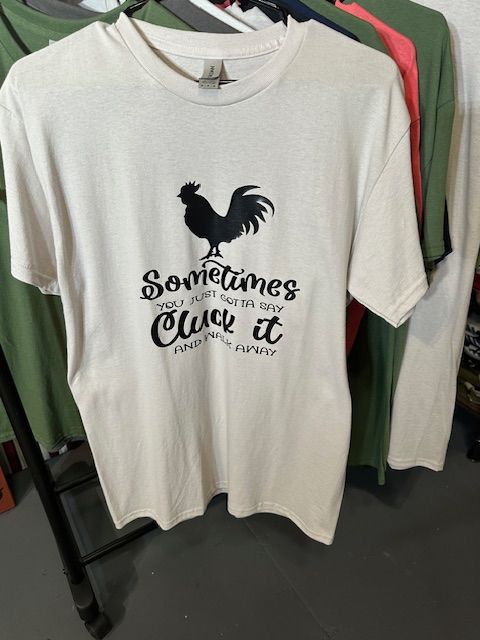 Sometimes
YOU JUST GOTTA SAY
Cluck it
AND WALK AWAY